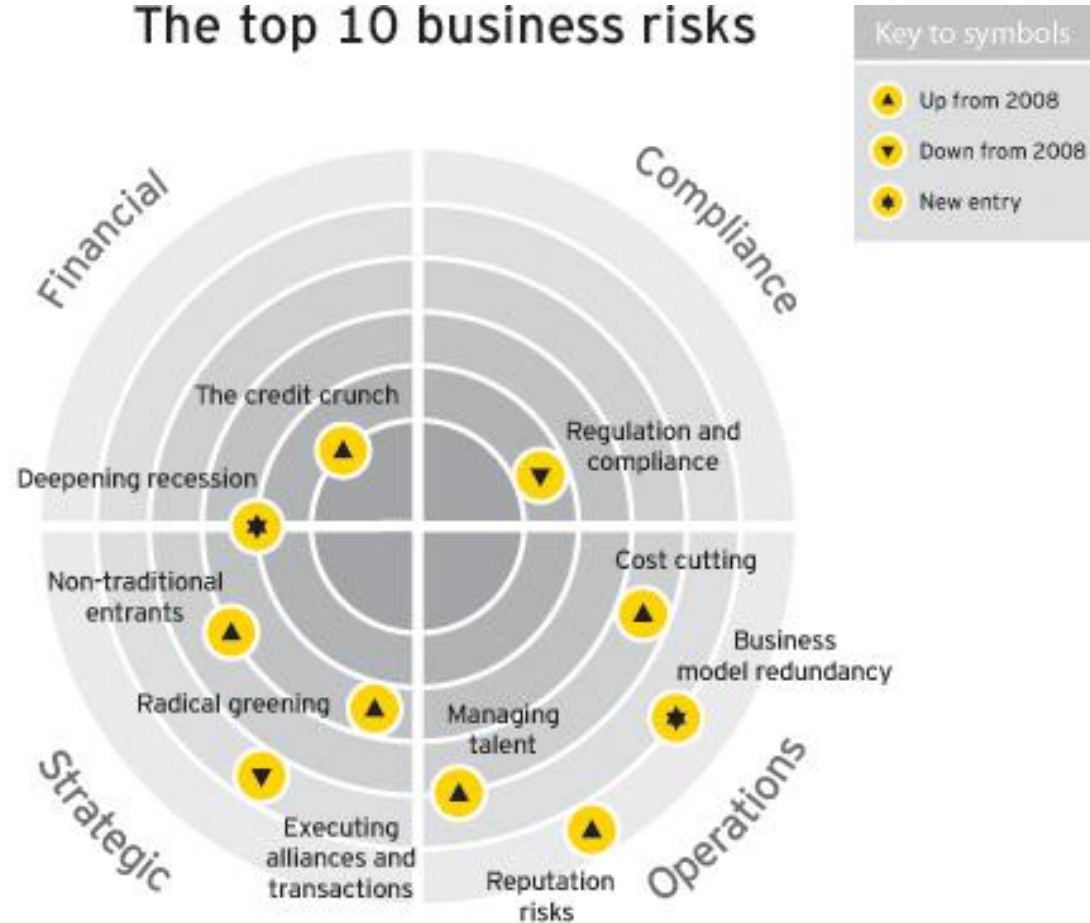 The top 10 business risks
Key to symbols
Up from 2008
Down from 2008
New entry
Financial
Compliance
The credit crunch
Regulation and
compliance
Deepening recession
Cost cutting
Non-traditional
entrants
Business
model redundancy
Radical greening
Managing
talent
Strategic
Operations
Executing
alliances and
transactions
Reputation
risks